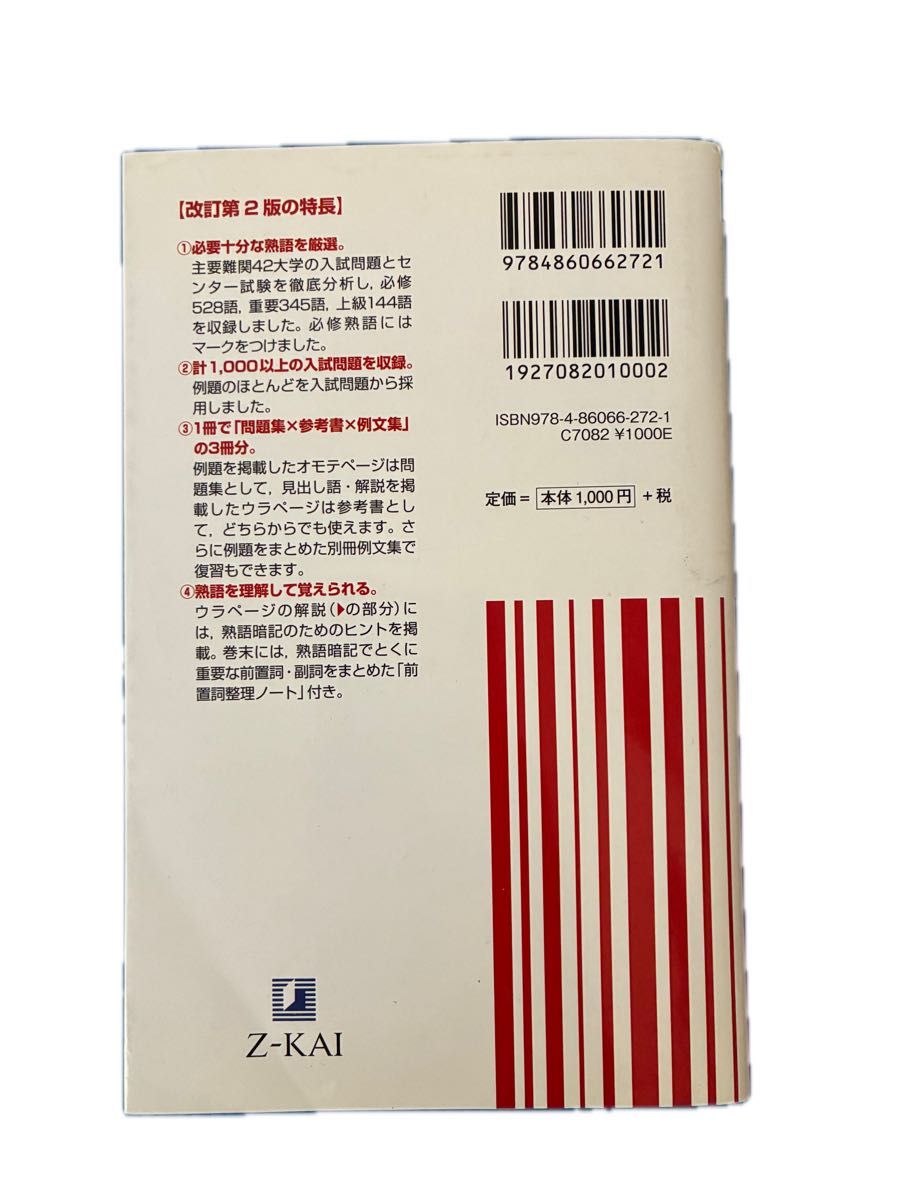 【改訂第2版の特長】
①必要十分な熟語を厳選。
主要難関42大学の入試問題とセ
ンター試験を徹底分析し,必修
528語,重要345語,上級144語
を収録しました。必修熟語には
マークをつけました。
②計1,000以上の入試問題を収録。
例題のほとんどを入試問題から採
用しました。
③1冊で「問題集×参考書×例文集」
の3冊分。
例題を掲載したオモテページは問
題集として,見出し語・解説を掲
載したウラページは参考書とし
て,どちらからでも使えます。さ
らに例題をまとめた別冊例文集で
復習もできます。
④熟語を理解して覚えられる。
ウラページの解説(▶の部分)に
は,熟語暗記のためのヒントを掲
載。巻末には,熟語暗記でとくに
重要な前置詞・副詞をまとめた「前
置詞整理ノート」付き。
9784860662721
1927082010002
ISBN978-4-86066-272-1
C7082 ¥1000E
定価=本体1,000円+税
Z-KAI